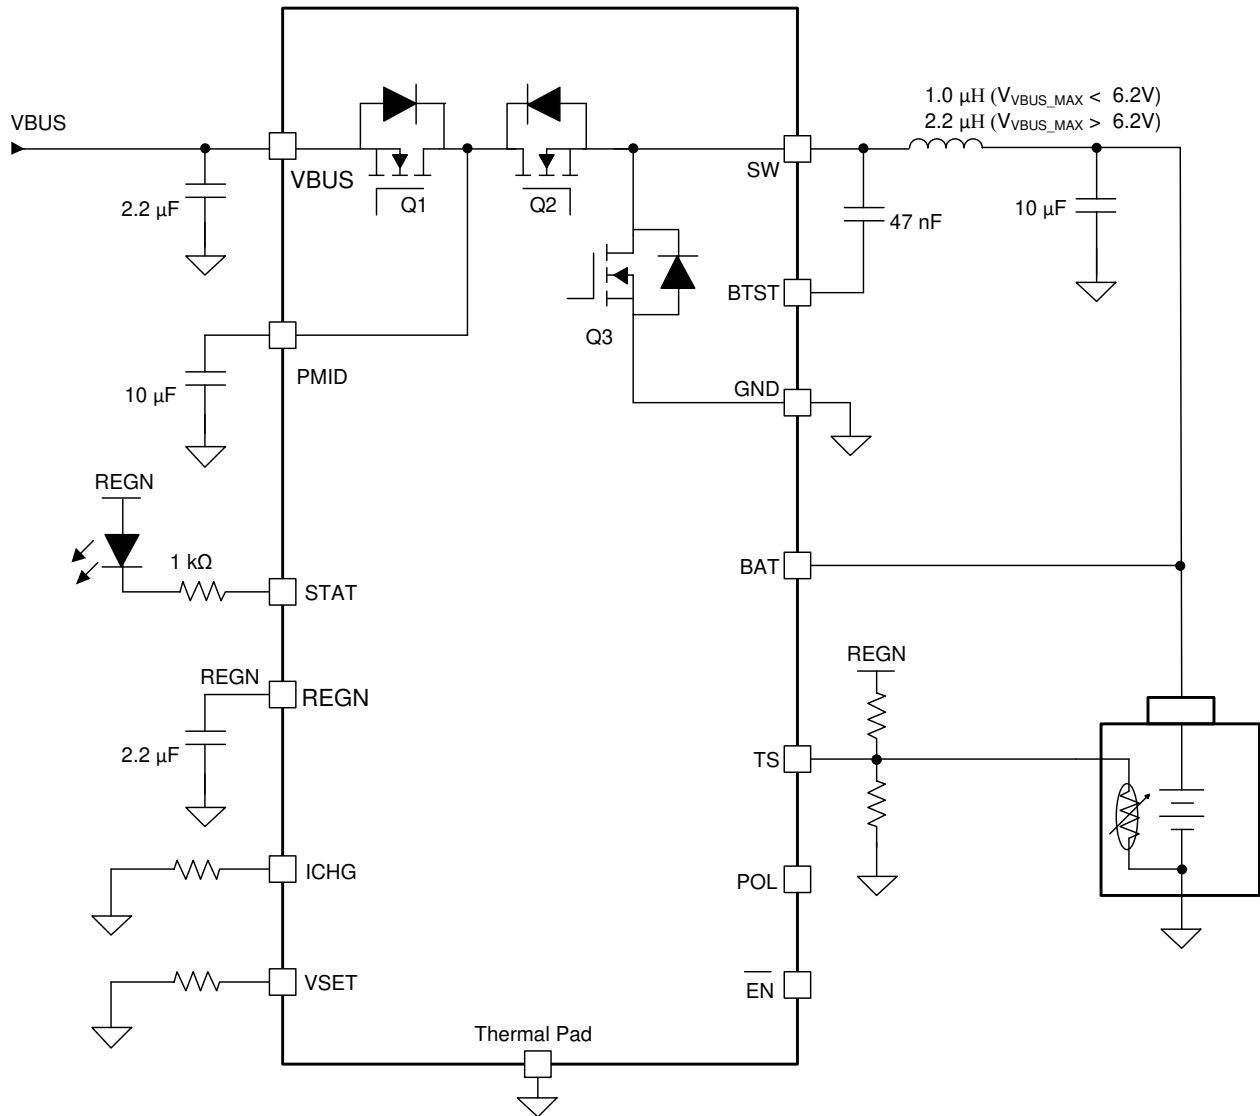 1.0 µH (VVBUS_MAX < 6.2V)
2.2 µH (VVBUS_MAX > 6.2V)
VBUS
VBUS
Q1
Q2
SW
2.2 µF
47 nF
10 µF
BTST
Q3
PMID
10 µF
GND
REGN
1 kΩ
STAT
BAT
REGN
REGN
REGN
2.2 µF
TS
ICHG
POL
VSET
EN
Thermal Pad